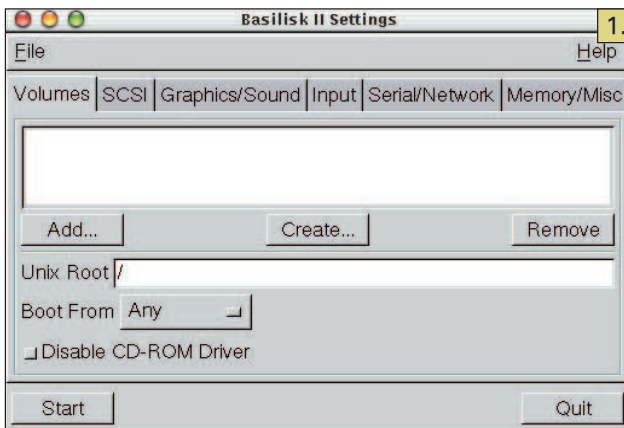 Basilisk II Settings
1.
File Help
Volumes SCSI Graphics/Sound Input Serial/Network Memory/Misc
Add... Create... Remove
Unix Root /
Boot From Any
Disable CD-ROM Driver
Start Quit